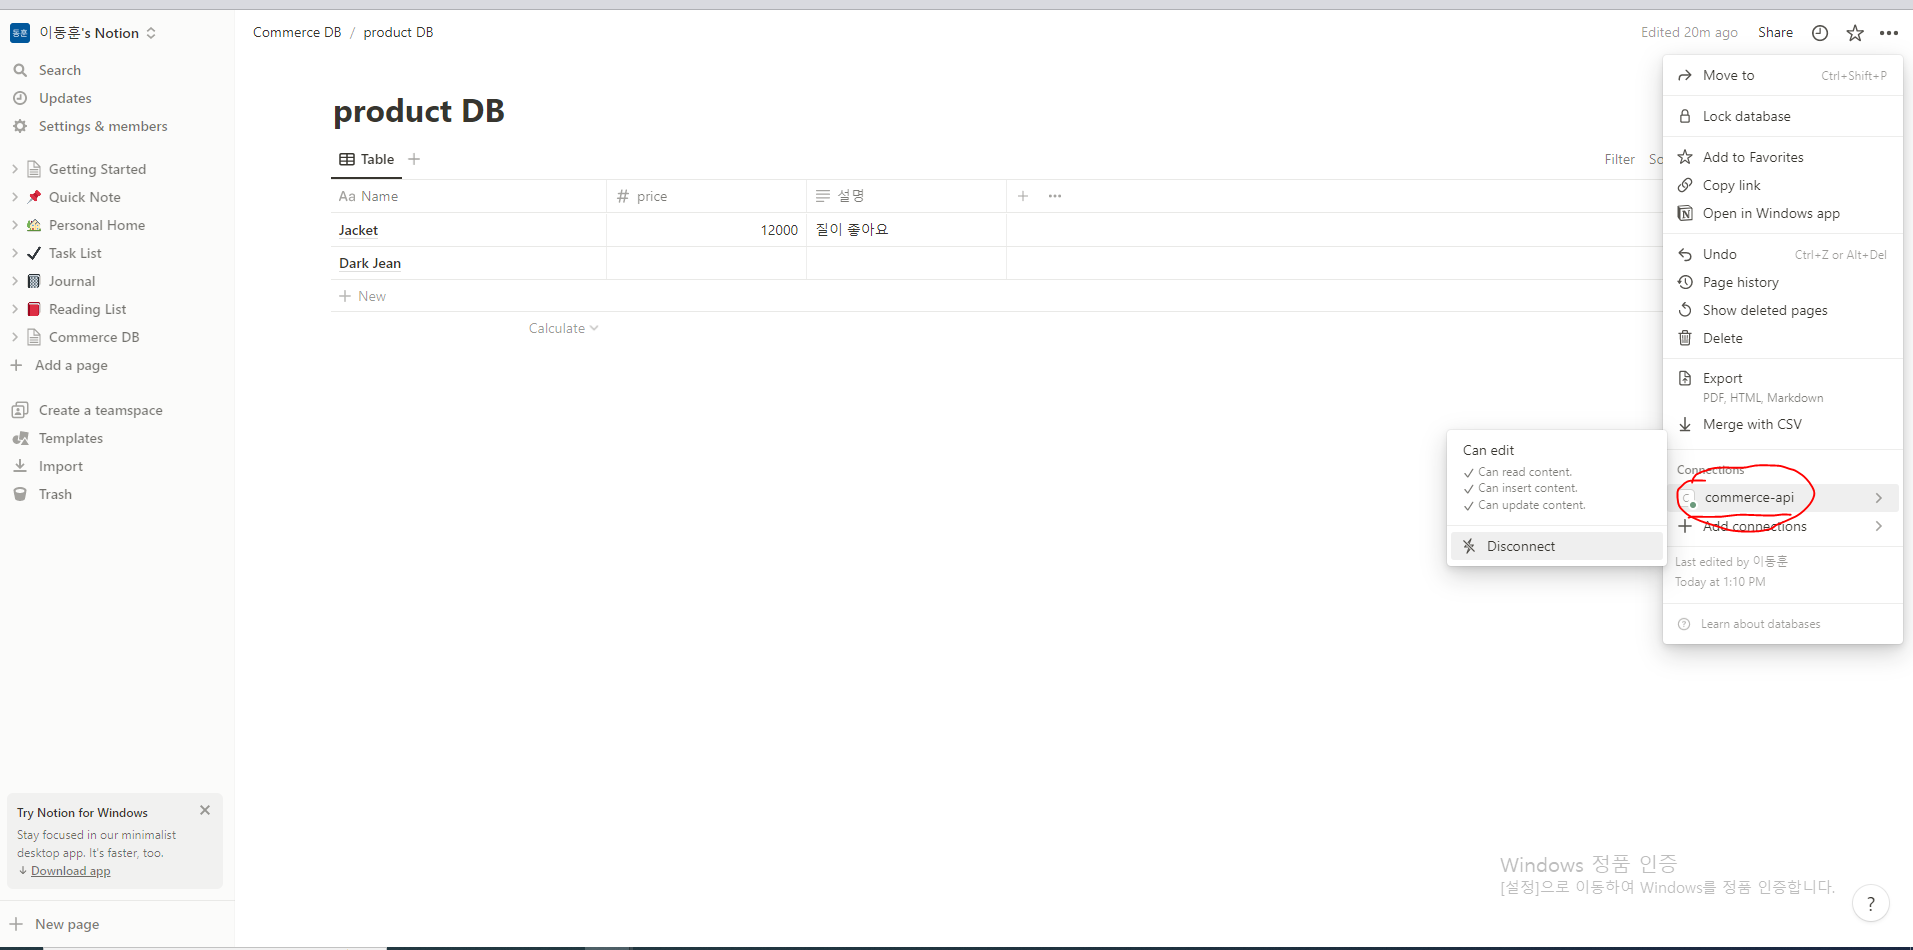 동훈 이동훈's Notion
Search
Updates
Settings & members
Getting Started
Quick Note
Personal Home
Task List
Journal
Reading List
Commerce DB
Add a page
Create a teamspace
Templates
Import
Trash
Try Notion for Windows
Stay focused in our minimalist
desktop app. It's faster, too.
Download app
New page
Commerce DB / product DB
Edited 20m ago Share
product DB
Table
Filter So
Aa Name # price 설명
Jacket 12000 질이 좋아요
Dark Jean
New
Calculate
Move to Ctrl+Shift+P
Lock database
Add to Favorites
Copy link
Open in Windows app
Undo Ctrl+Z or Alt+Del
Page history
Show deleted pages
Delete
Export
PDF, HTML, Markdown
Merge with CSV
Connections
C commerce-api
Add connections
Last edited by 이동훈
Today at 1:10 PM
Learn about databases
Can edit
Can read content.
Can insert content.
Can update content.
Disconnect
Windows 정품 인증
[설정]으로 이동하여 Windows를 정품 인증합니다.
?